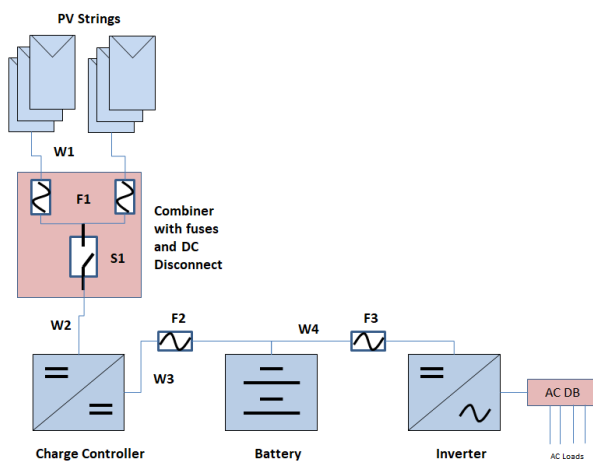 PV Strings
W1
F1
Combiner
with fuses
and DC
Disconnect
S1
W2
F2
W4
F3
W3
AC DB
Charge Controller
Battery
Inverter
AC Loads